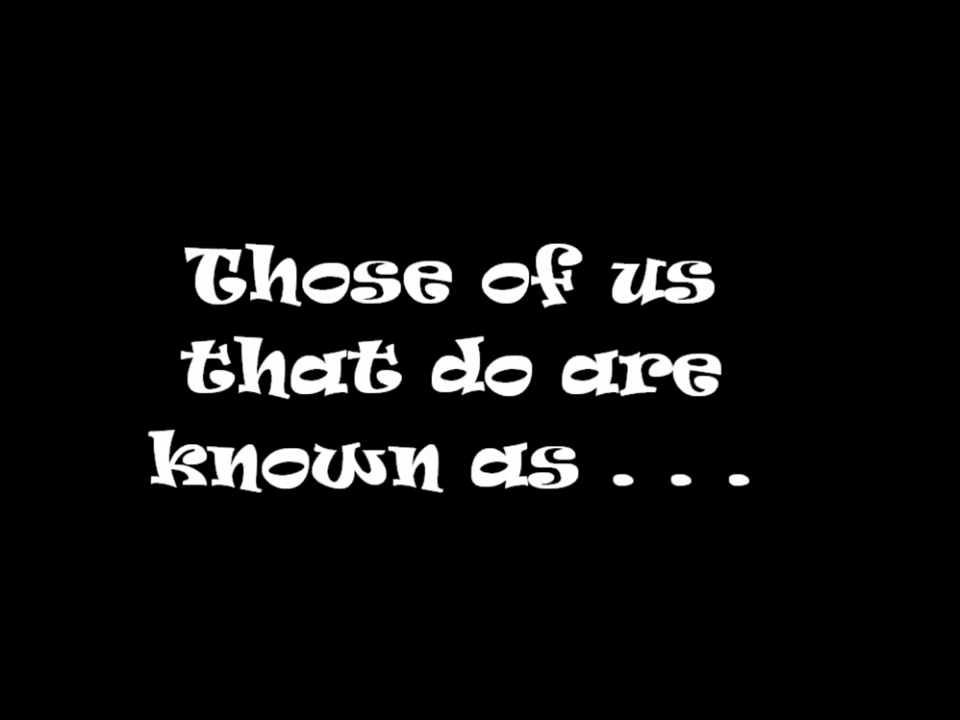 Those of us
that do are
known as . . .